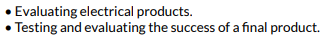 • Evaluating electrical products.
• Testing and evaluating the success of a final product.